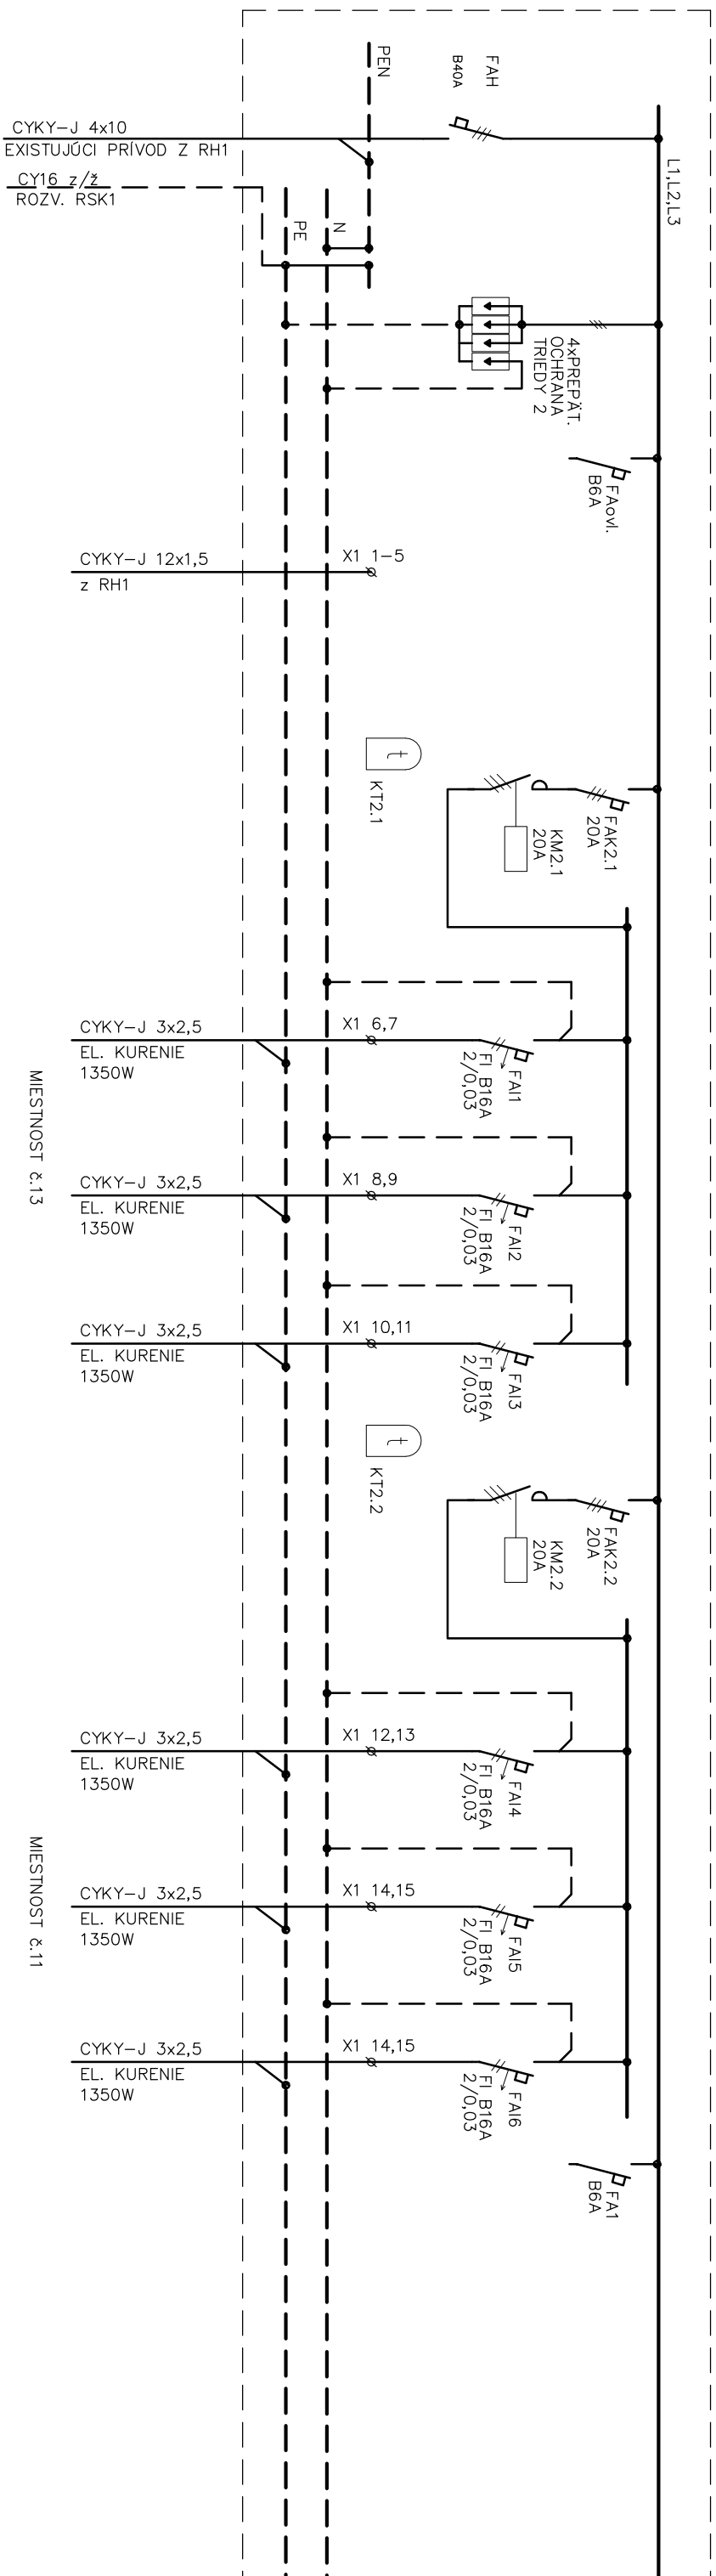 PEN
FAH
B40A
CYKY-J 4x10
EXISTUJÚCI PRÍVOD Z RH1
L1,L2,L3
CY16 z/ž
ROZV. RSK1
PE
N
4xPREPÄT.
OCHRANA
TRIEDY 2
FAovl.
B6A
CYKY-J 12x1,5
z RH1
X1 1-5
t
KT2.1
FAK2.1
20A
KM2.1
20A
CYKY-J 3x2,5
EL. KURENIE
1350W
X1 6,7
FAI1
FI B16A
2/0,03
MIESTNOST č.13
CYKY-J 3x2,5
EL. KURENIE
1350W
X1 8,9
FAI2
FI B16A
2/0,03
CYKY-J 3x2,5
EL. KURENIE
1350W
X1 10,11
FAI3
FI B16A
2/0,03
t
KT2.2
FAK2.2
20A
KM2.2
20A
CYKY-J 3x2,5
EL. KURENIE
1350W
X1 12,13
FAI4
FI B16A
2/0,03
MIESTNOST č.11
CYKY-J 3x2,5
EL. KURENIE
1350W
X1 14,15
FAI5
FI B16A
2/0,03
CYKY-J 3x2,5
EL. KURENIE
1350W
X1 14,15
FAI6
FI B16A
2/0,03
FA1
B6A